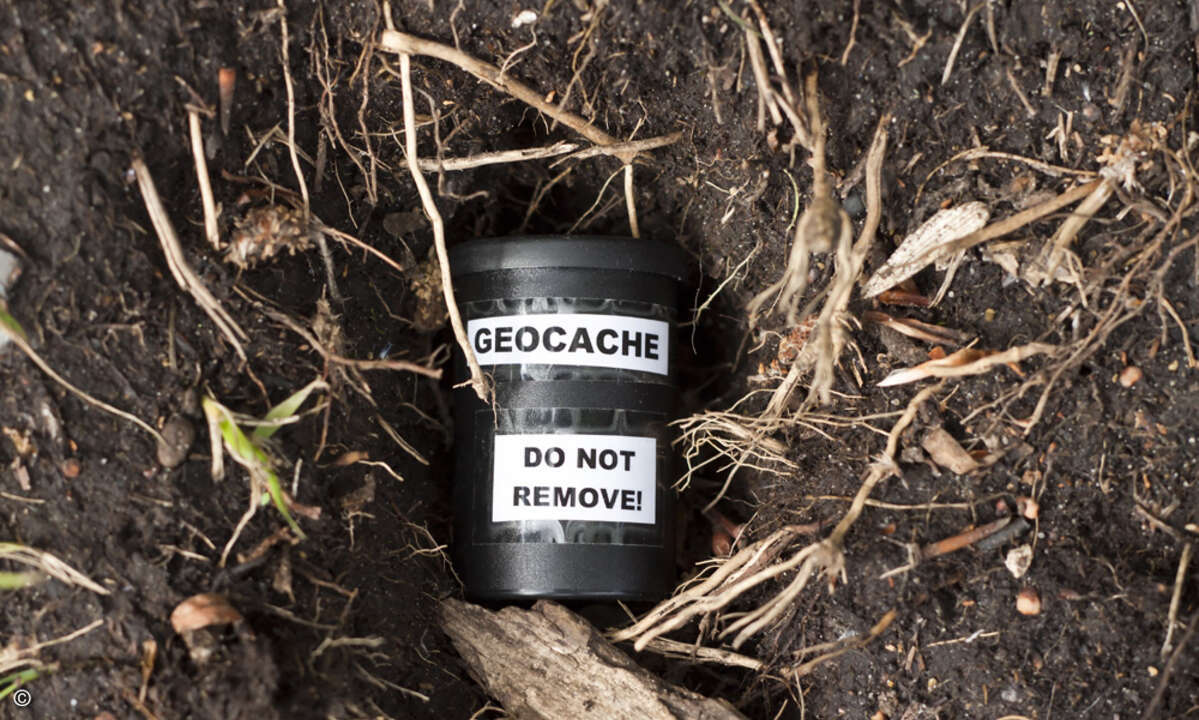 GEOCACHE
DO NOT
REMOVE!
©